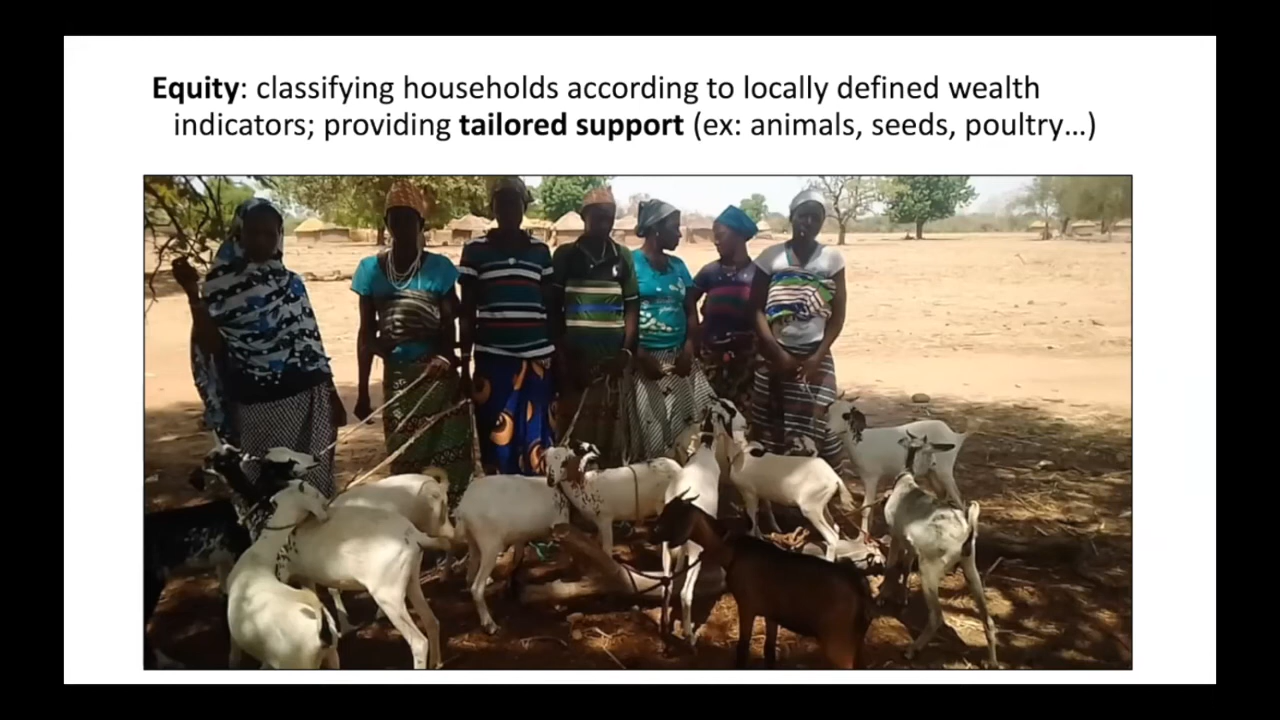 Equity: classifying households according to locally defined wealth
indicators; providing tailored support (ex: animals, seeds, poultry…)